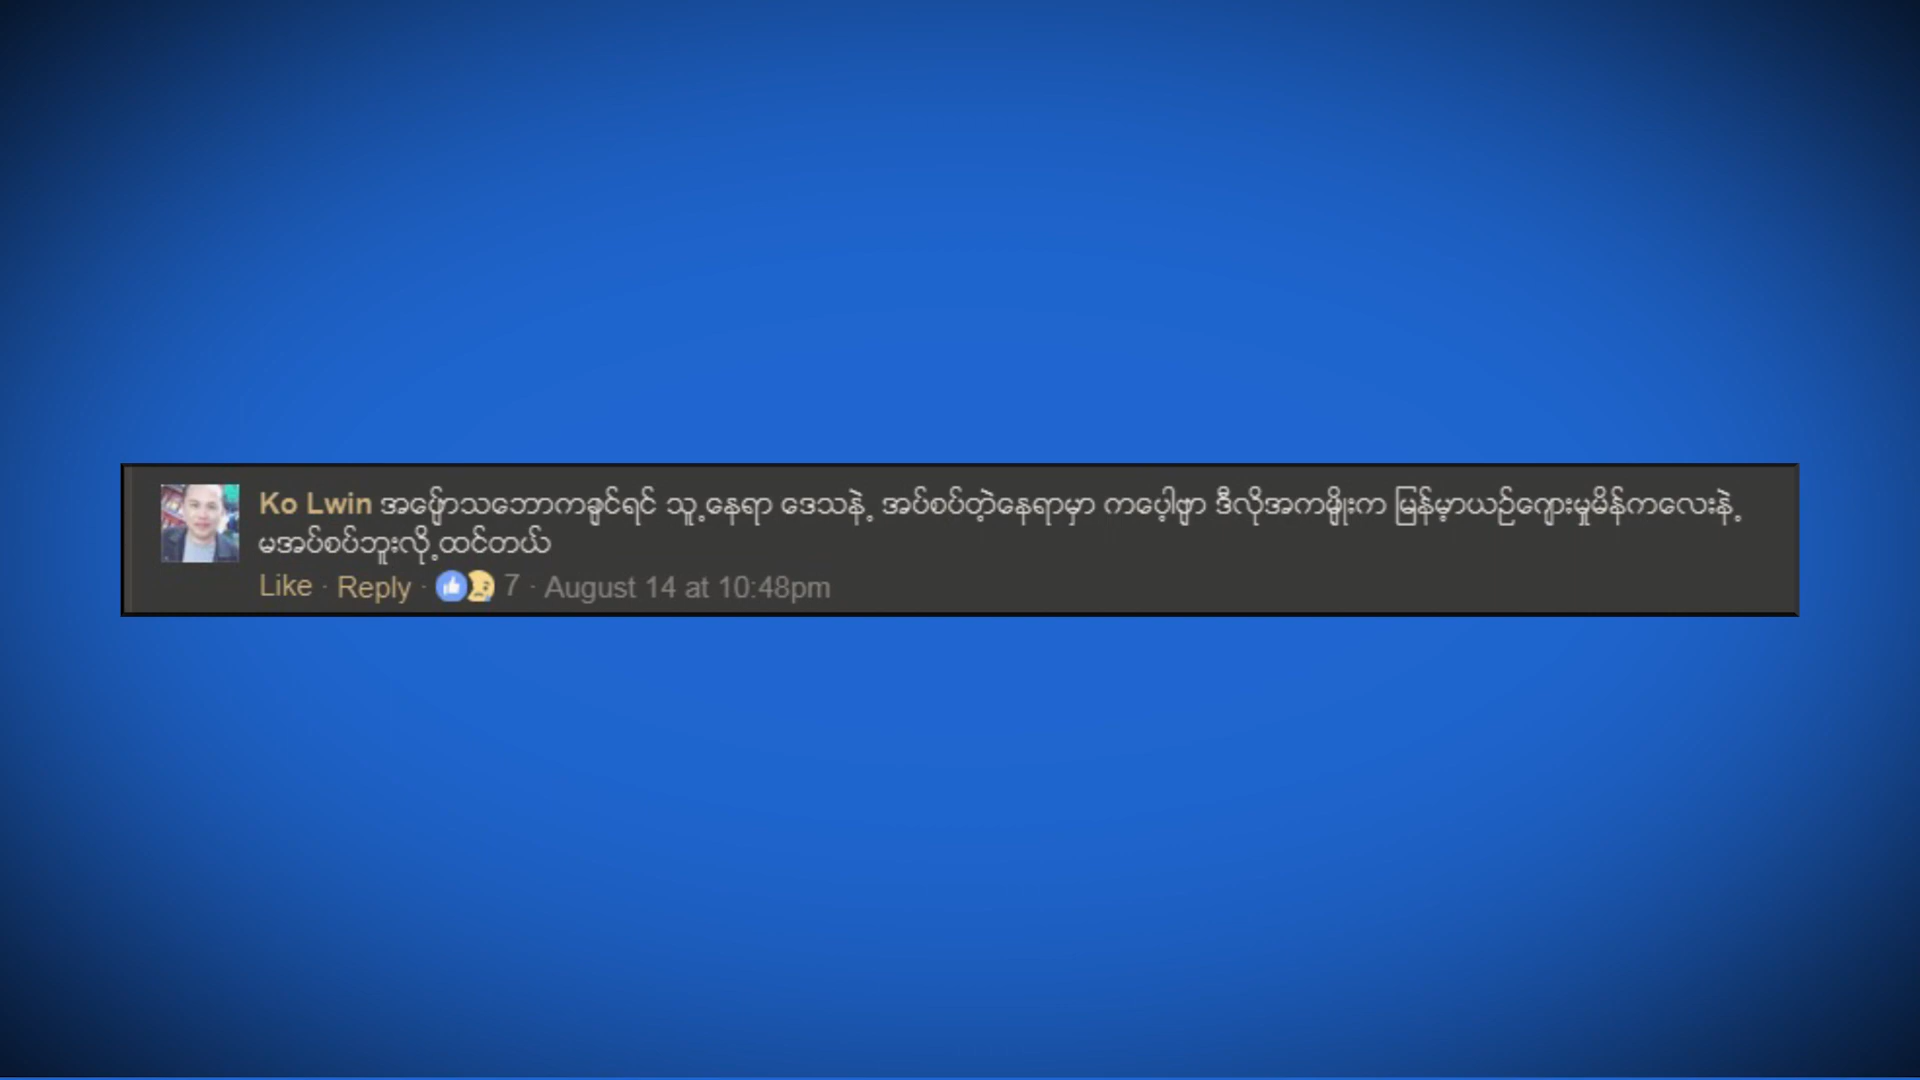 Ko Lwin အပျော်သဘောကချင်ရင် သူ့နေရာ ဒေသနဲ့ အပ်စပ်တဲ့နေရာမှာ ကပေါ့ဗျာ ဒီလိုအကမျိုးက မြန်မာ့ယဉ်ကျေးမှုမိန်ကလေးနဲ့
မအပ်စပ်ဘူးလို့ထင်တယ်
Like · Reply · 7 · August 14 at 10:48pm